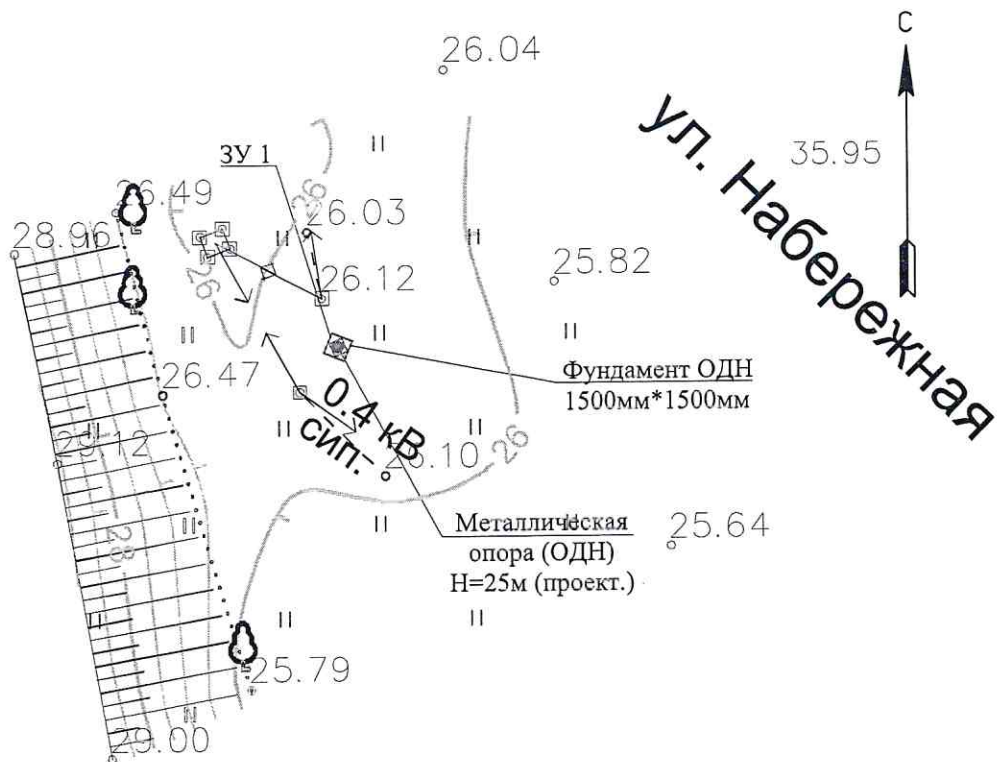 С
26.04
ул. Набережная
35.95
ЗУ 1
26
26.49
26.03
28.96
26
26.12
25.82
26.47
Фундамент ОДН
1500мм*1500мм
0.4 кВ
сип.
29.12
26.10
26
28
Металлическая
опора (ОДН)
Н=25м (проект.)
25.64
25.79
29.00